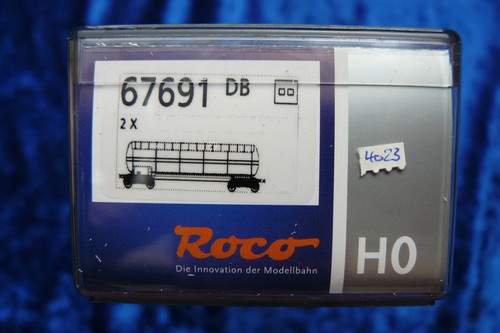 67691 DB
2 X
4023
Roco
Die Innovation der Modellbahn
H0